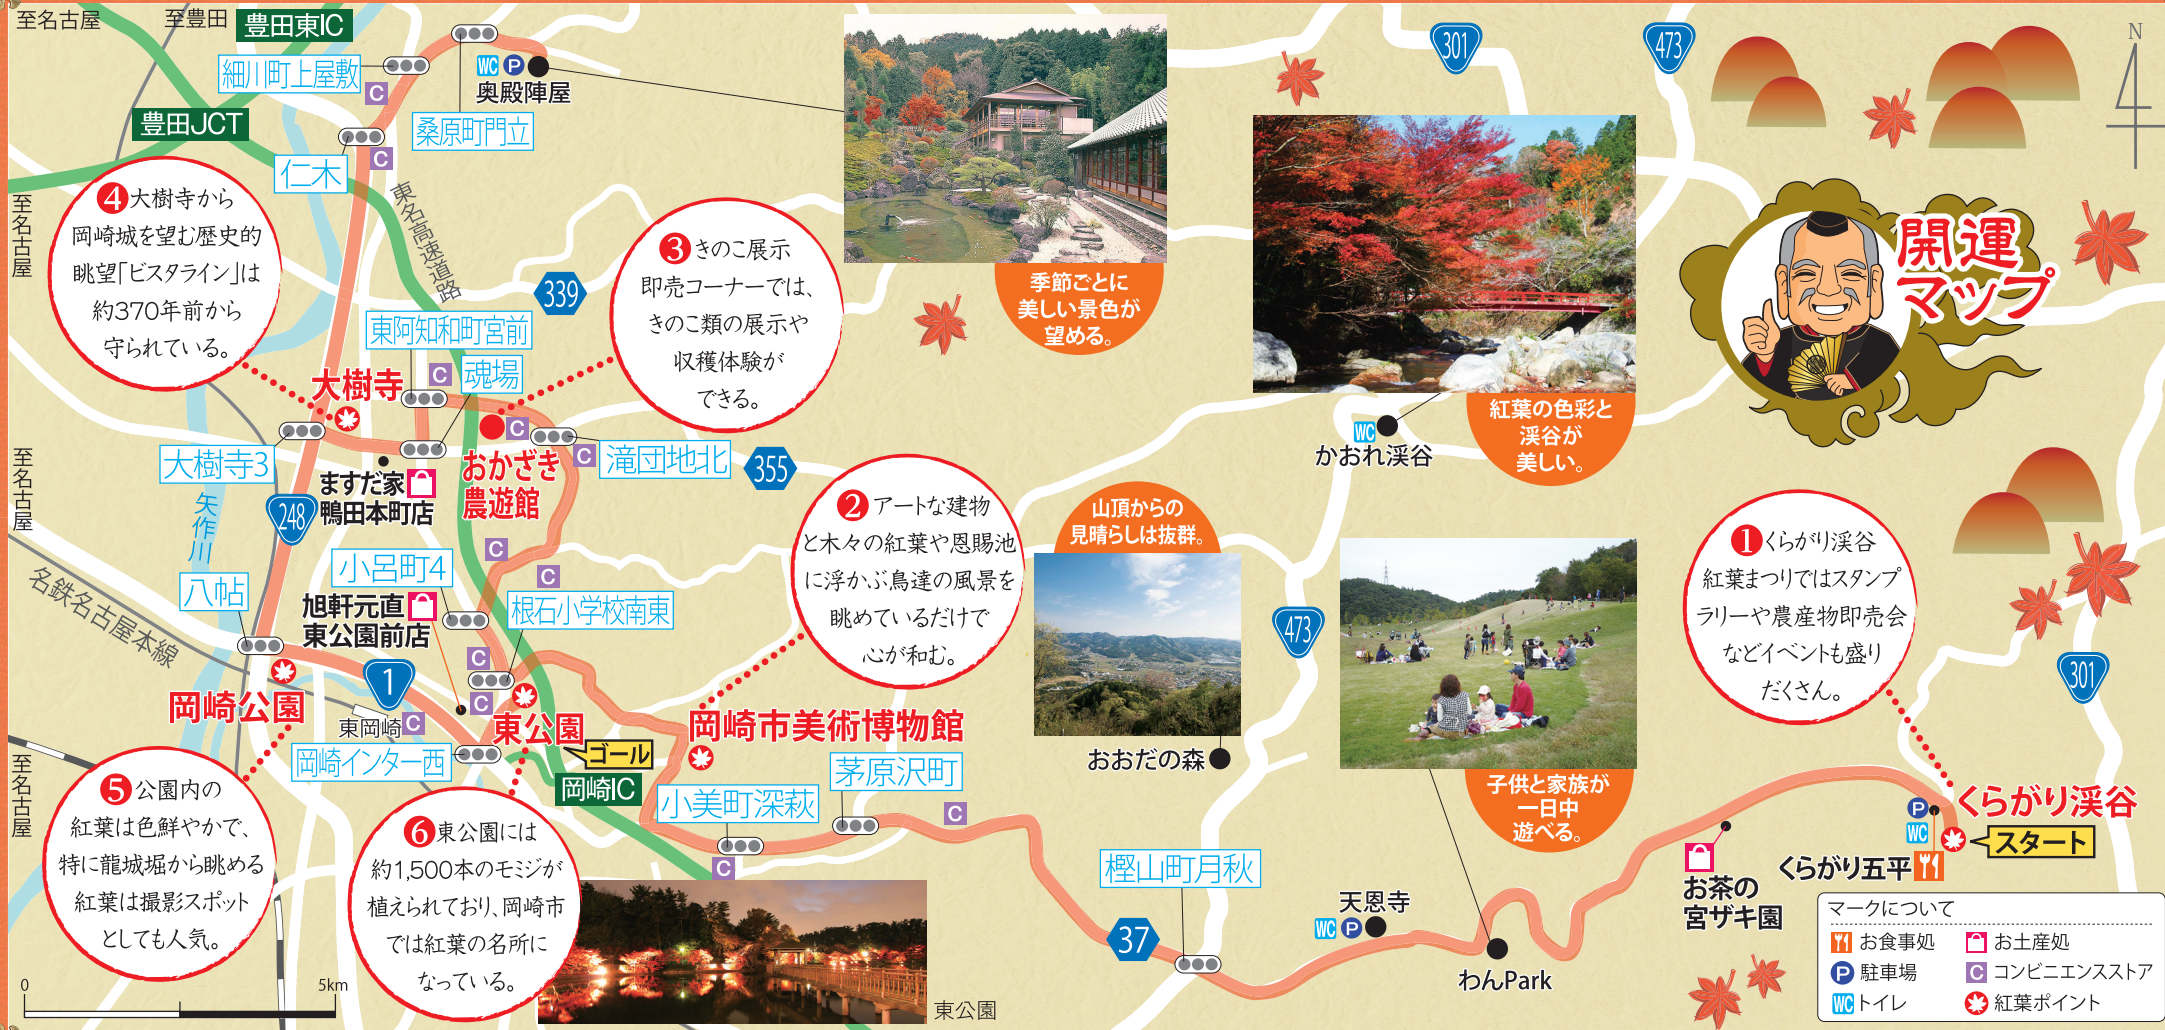 至名古屋
至豊田
豊田東IC
細川町上屋敷
C
WC P
奥殿陣屋
桑原町門立
豊田JCT
C
仁木
至名古屋
東名高速道路
301
473
N
開運
マップ
季節ごとに
美しい景色が
望める。
❹大樹寺から
岡崎城を望む歴史的
眺望「ビスタライン」は
約370年前から
守られている。
❸きのこ展示
即売コーナーでは、
きのこ類の展示や
収穫体験が
できる。
339
東阿知和町宮前
C
魂場
大樹寺
C
C
滝団地北
355
おかざき
農遊館
大樹寺3
至名古屋
ますだ家
鴨田本町店
248
矢作川
WC
かおれ渓谷
紅葉の色彩と
渓谷が
美しい。
❷アートな建物
と木々の紅葉や恩賜池
に浮かぶ鳥達の風景を
眺めているだけで
心が和む。
山頂からの
見晴らしは抜群。
おおだの森
473
❶くらがり渓谷
紅葉まつりではスタンプ
ラリーや農産物即売会
などイベントも盛り
だくさん。
301
名鉄名古屋本線
C
小呂町4
C
八帖
旭軒元直
東公園前店
根石小学校南東
C
1
C
岡崎公園
東岡崎
C
東公園
ゴール
岡崎市美術博物館
岡崎インター西
岡崎IC
小美町深萩
茅原沢町
C
C
至名古屋
❺公園内の
紅葉は色鮮やかで、
特に龍城堀から眺める
紅葉は撮影スポット
としても人気。
❻東公園には
約1,500本のモミジが
植えられており、岡崎市
では紅葉の名所に
なっている。
東公園
0
5km
樫山町月秋
37
天恩寺
WC P
子供と家族が
一日中
遊べる。
わんPark
お茶の
宮ザキ園
くらがり渓谷
P
WC
スタート
くらがり五平
マークについて
お食事処
お土産処
P 駐車場
C コンビニエンスストア
WC トイレ
紅葉ポイント